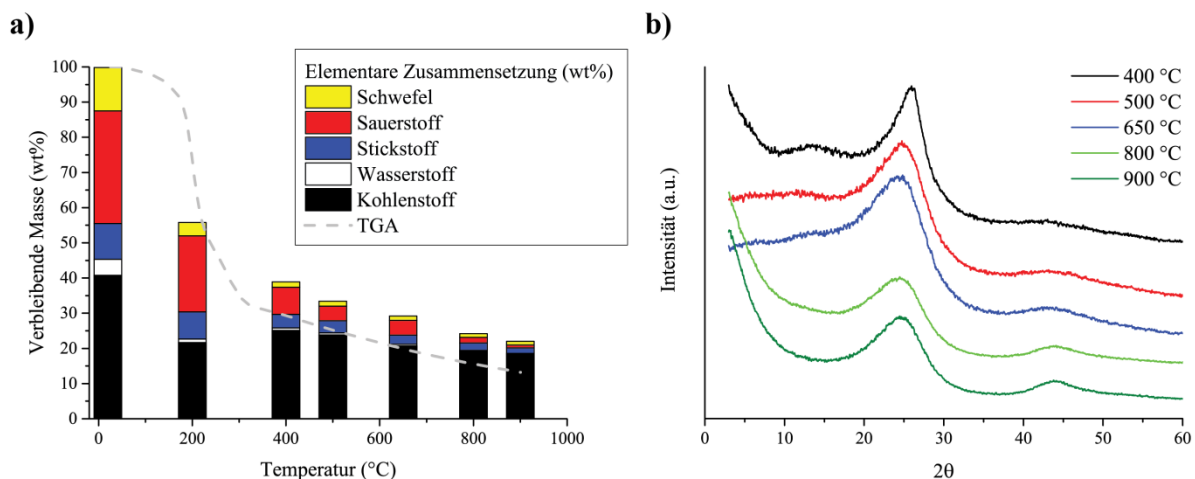 a)
Verbleibende Masse (wt%)
100
90
80
70
60
50
40
30
20
10
0
0
200
400
600
800
1000
Temperatur (°C)
Elementare Zusammensetzung (wt%)
Schwefel
Sauerstoff
Stickstoff
Wasserstoff
Kohlenstoff
TGA
b)
Intensität (a.u.)
400 °C
500 °C
650 °C
800 °C
900 °C
0
10
20
30
40
50
60
2θ